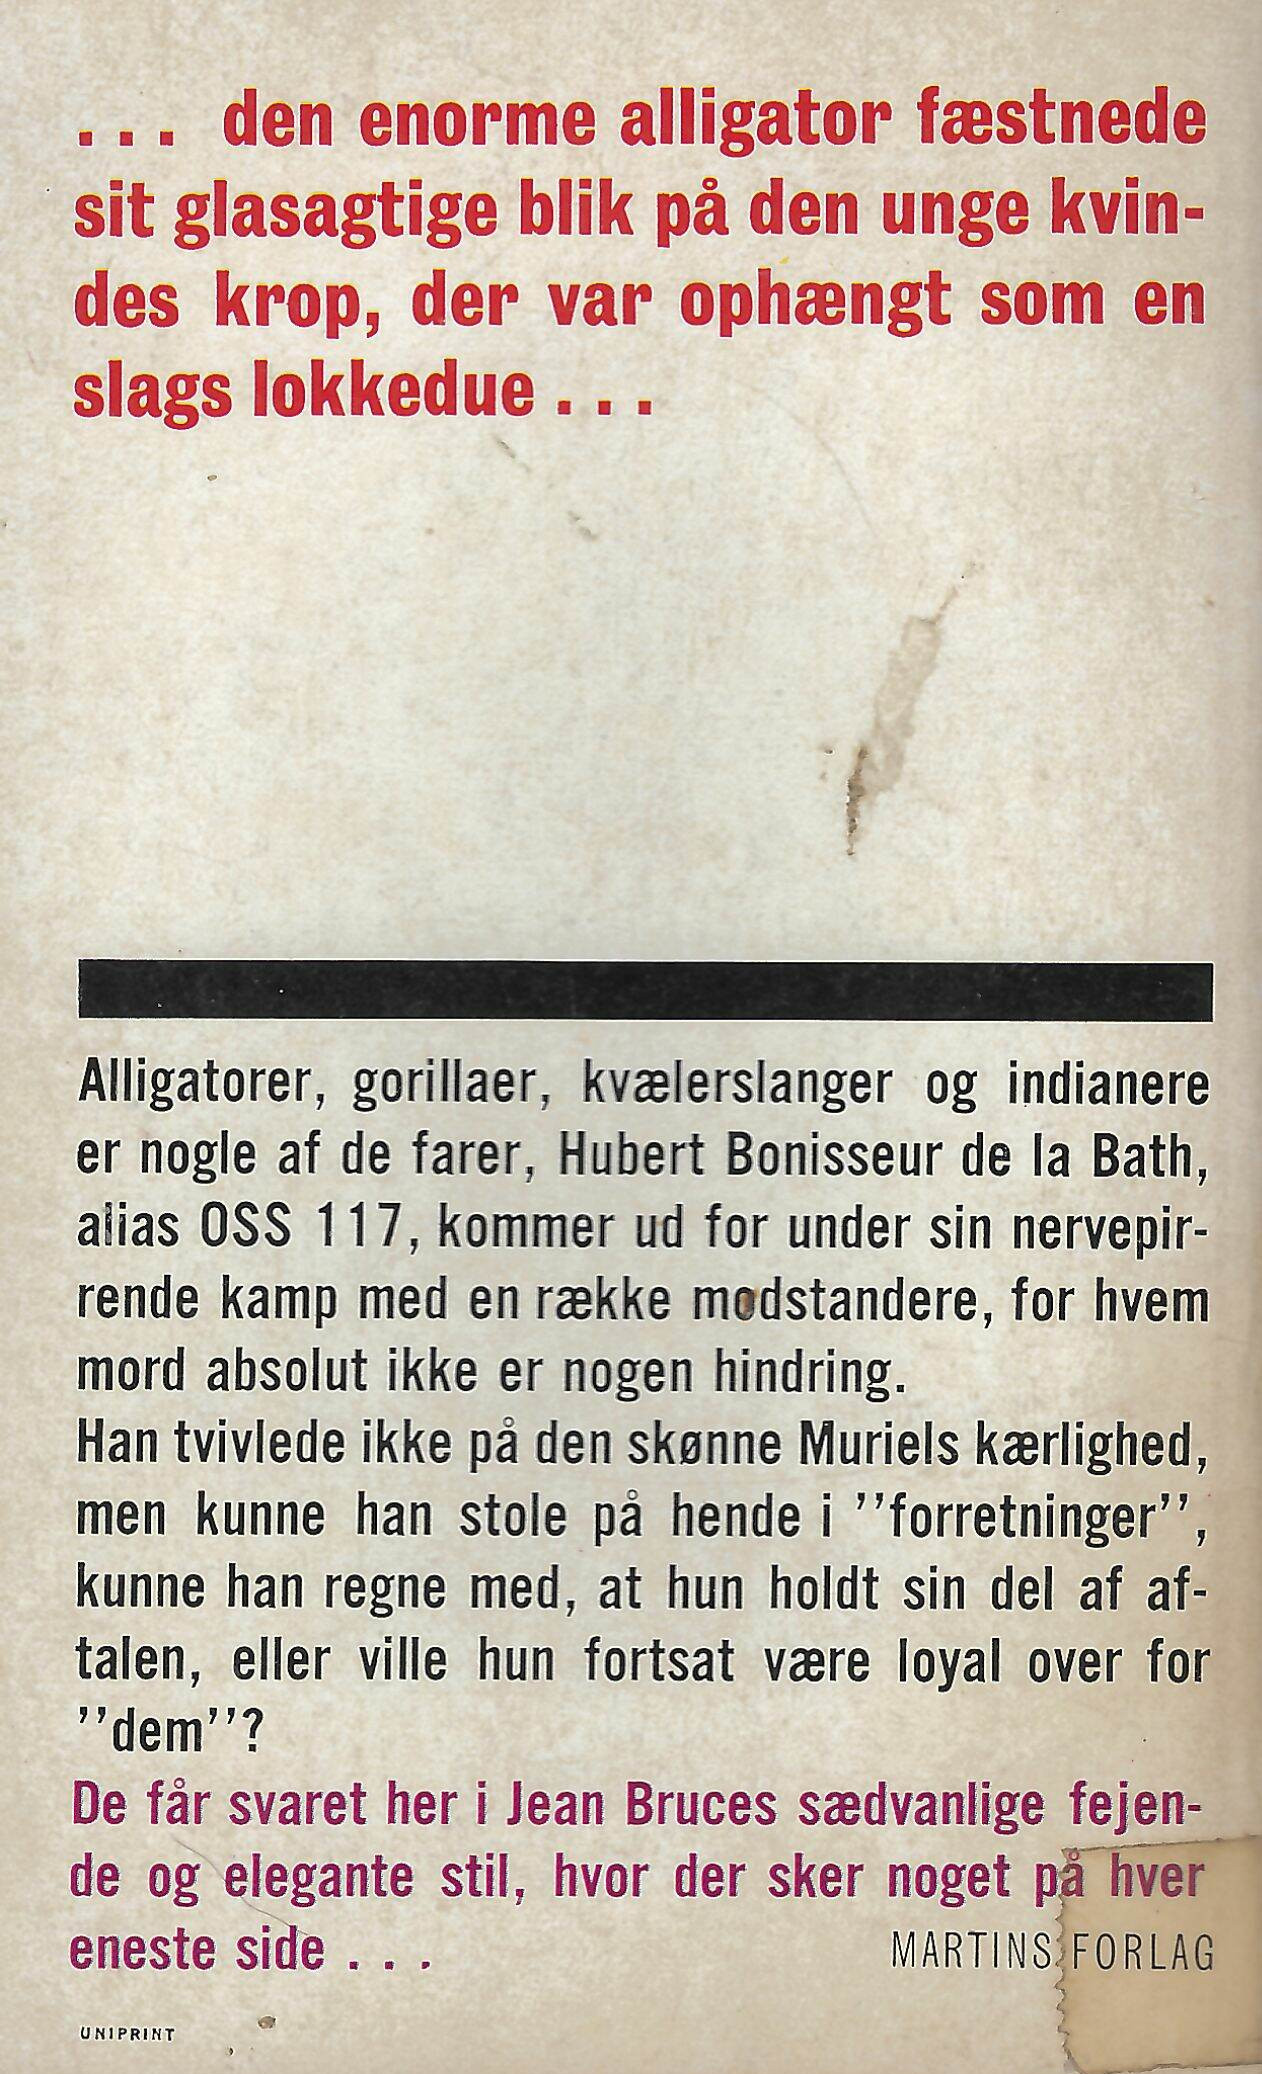 ... den enorme alligator fæstnede
sit glasagtige blik på den unge kvin-
des krop, der var ophængt som en
slags lokkedue ...
Alligatorer, gorillaer, kvælerslanger og indianere
er nogle af de farer, Hubert Bonisseur de la Bath,
alias OSS 117, kommer ud for under sin nervepir-
rende kamp med en række modstandere, for hvem
mord absolut ikke er nogen hindring.
Han tvivlede ikke på den skønne Muriels kærlighed,
men kunne han stole på hende i ’’forretninger’’,
kunne han regne med, at hun holdt sin del af af-
talen, eller ville hun fortsat være loyal over for
’’dem’’?
De får svaret her i Jean Bruces sædvanlige fejen-
de og elegante stil, hvor der sker noget på hver
eneste side ...
MARTINS FORLAG
UNIPRINT